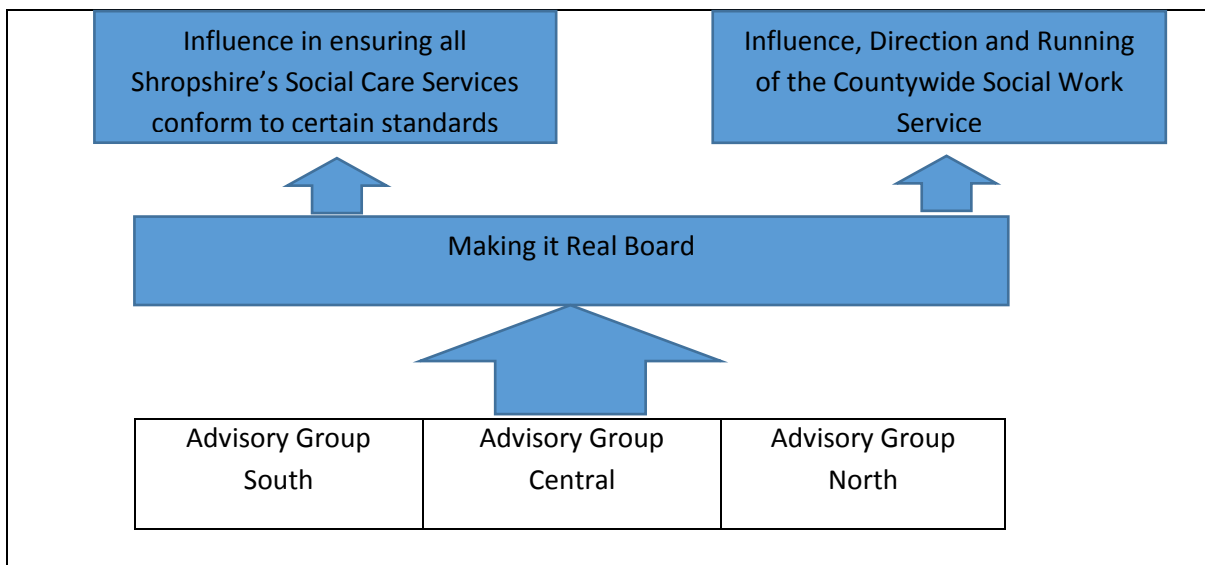 Influence in ensuring all
Shropshire’s Social Care Services
conform to certain standards
Influence, Direction and Running
of the Countywide Social Work
Service
Making it Real Board
Advisory Group
South
Advisory Group
Central
Advisory Group
North